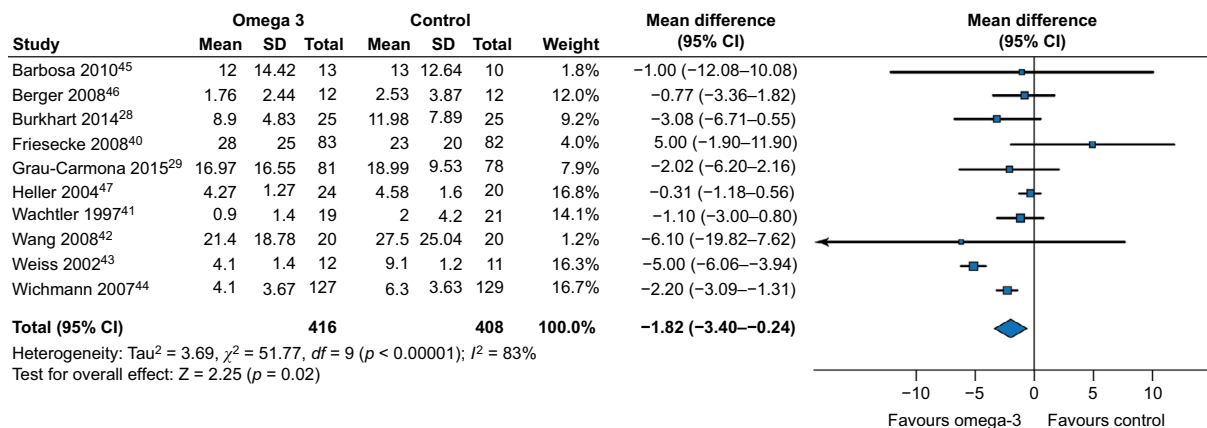 Omega 3 Control Mean difference Mean difference
Study Mean SD Total Mean SD Total Weight (95% CI) (95% CI)
Barbosa 2010⁴⁵ 12 14.42 13 13 12.64 10 1.8% −1.00 (−12.08–10.08)
Berger 2008⁴⁶ 1.76 2.44 12 2.53 3.87 12 12.0% −0.77 (−3.36–1.82)
Burkhart 2014²⁸ 8.9 4.83 25 11.98 7.89 25 9.2% −3.08 (−6.71–0.55)
Friesecke 2008⁴⁰ 28 25 83 23 20 82 4.0% 5.00 (−1.90–11.90)
Grau-Carmona 2015²⁹ 16.97 16.55 81 18.99 9.53 78 7.9% −2.02 (−6.20–2.16)
Heller 2004⁴⁷ 4.27 1.27 24 4.58 1.6 20 16.8% −0.31 (−1.18–0.56)
Wachtler 1997⁴¹ 0.9 1.4 19 2 4.2 21 14.1% −1.10 (−3.00–0.80)
Wang 2008⁴² 21.4 18.78 20 27.5 25.04 20 1.2% −6.10 (−19.82–7.62)
Weiss 2002⁴³ 4.1 1.4 12 9.1 1.2 11 16.3% −5.00 (−6.06–3.94)
Wichmann 2007⁴⁴ 4.1 3.67 127 6.3 3.63 129 16.7% −2.20 (−3.09–1.31)
Total (95% CI) 416 408 100.0% −1.82 (−3.40–−0.24)
Heterogeneity: Tau² = 3.69, χ² = 51.77, df = 9 (p < 0.00001); I² = 83%
Test for overall effect: Z = 2.25 (p = 0.02)
−10 −5 0 5 10
Favours omega-3 Favours control